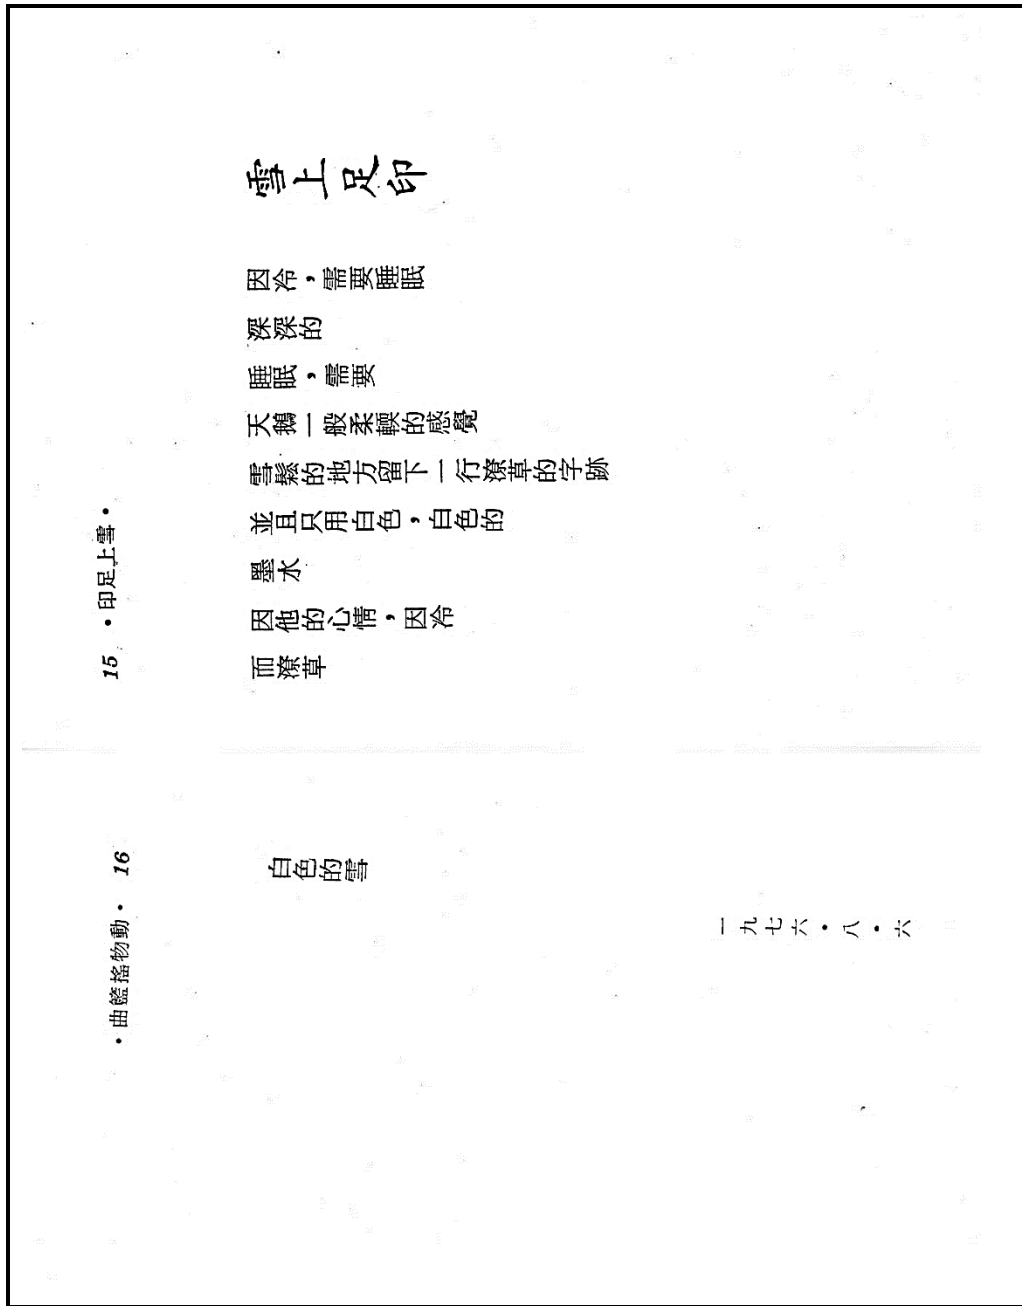 雪上足印
因冷，需要睡眠
深深的
睡眠，需要
天鵝一般柔輭的感覺
雪鬆的地方留下一行潦草的字跡
並且只用白色，白色的
墨水
因他的心情，因冷
而潦草
•雪上足印• 15
白色的雪
一九七六•八•六
16 •動物搖籃曲•